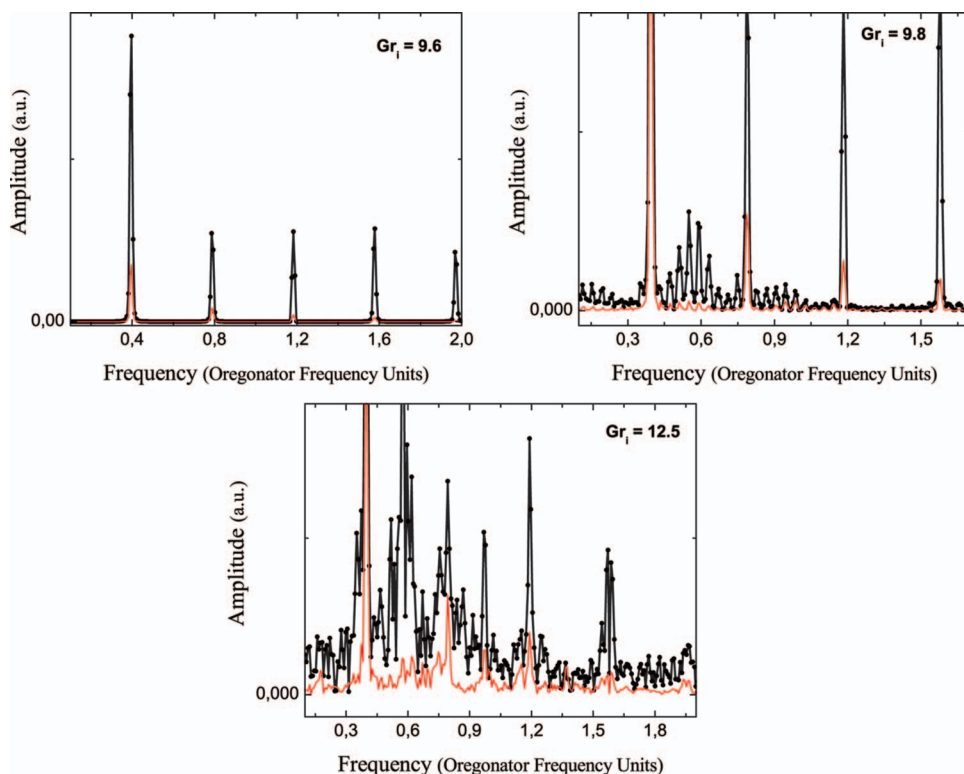 Gr_i = 9.6
Amplitude (a.u.)
0,00
0,4 0,8 1,2 1,6 2,0
Frequency (Oregonator Frequency Units)
Gr_i = 9.8
Amplitude (a.u.)
0,000
0,3 0,6 0,9 1,2 1,5
Frequency (Oregonator Frequency Units)
Gr_i = 12.5
Amplitude (a.u.)
0,000
0,3 0,6 0,9 1,2 1,5 1,8
Frequency (Oregonator Frequency Units)